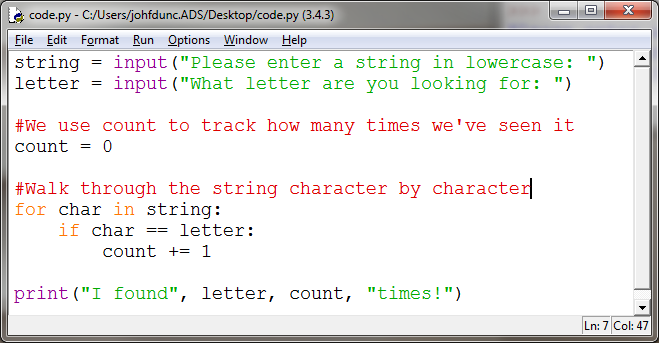 code.py - C:/Users/johfdunc.ADS/Desktop/code.py (3.4.3)
File Edit Format Run Options Window Help
string = input("Please enter a string in lowercase: ")
letter = input("What letter are you looking for: ")
#We use count to track how many times we've seen it
count = 0
#Walk through the string character by character
for char in string:
    if char == letter:
        count += 1
print("I found", letter, count, "times!")
Ln: 7 Col: 47